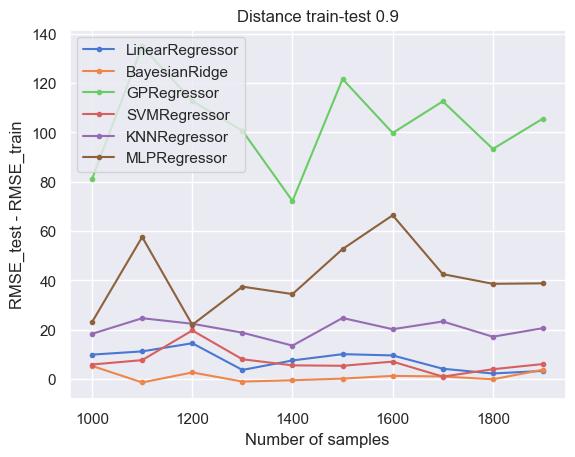 Distance train-test 0.9
RMSE_test - RMSE_train
140
120
100
80
60
40
20
0
LinearRegressor
BayesianRidge
GPRegressor
SVMRegressor
KNNRegressor
MLPRegressor
1000
1200
1400
1600
1800
Number of samples